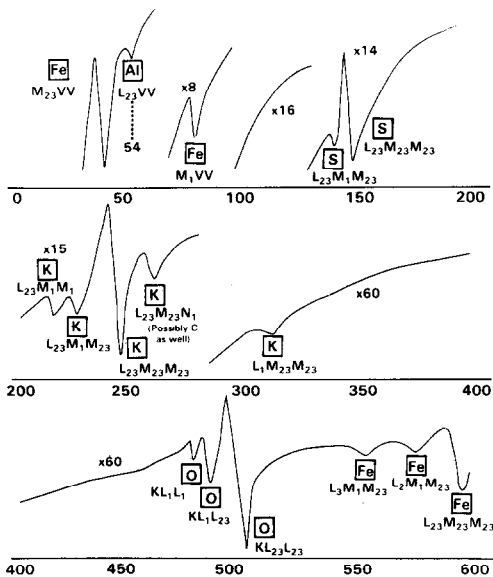 Fe
M₂₃VV
Al
L₂₃VV
54
x8
Fe
M₁VV
x16
x14
S
L₂₃M₁M₂₃
S
L₂₃M₂₃M₂₃
0 50 100 150 200
x15
K
L₂₃M₁M₁
K
L₂₃M₁M₂₃
K
L₂₃M₂₃N₁
(Possibly C
as well)
K
L₂₃M₂₃M₂₃
x60
K
L₁M₂₃M₂₃
200 250 300 350 400
x60
O
KL₁L₁
O
KL₁L₂₃
O
KL₂₃L₂₃
Fe
L₃M₁M₂₃
Fe
L₂M₁M₂₃
Fe
L₂₃M₂₃M₂₃
400 450 500 550 600